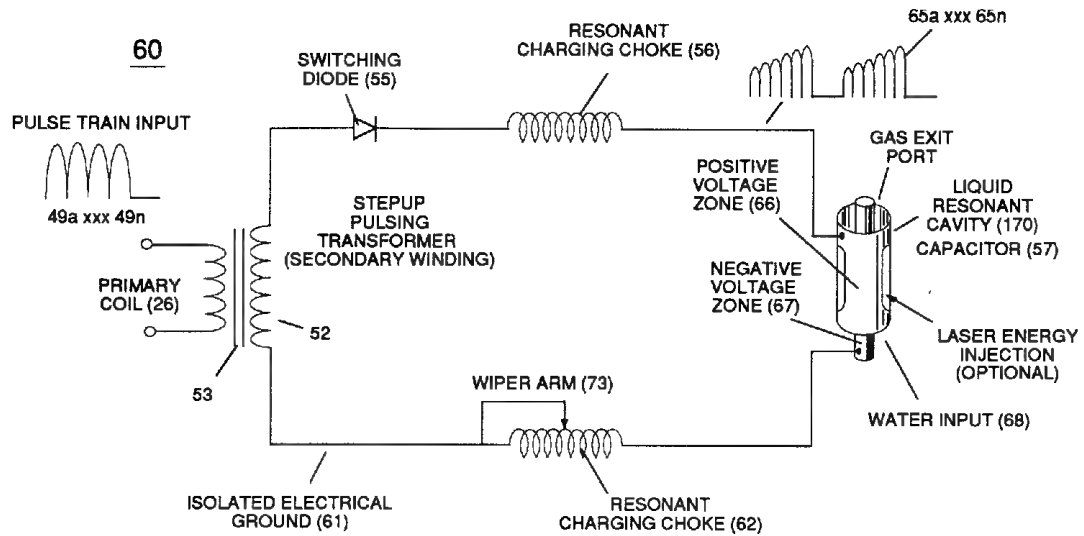 65a xxx 65n
60
RESONANT
CHARGING CHOKE (56)
SWITCHING
DIODE (55)
PULSE TRAIN INPUT
49a xxx 49n
GAS EXIT
PORT
POSITIVE
VOLTAGE
ZONE (66)
LIQUID
RESONANT
CAVITY (170)
CAPACITOR (57)
STEPUP
PULSING
TRANSFORMER
(SECONDARY WINDING)
PRIMARY
COIL (26)
NEGATIVE
VOLTAGE
ZONE (67)
52
53
LASER ENERGY
INJECTION
(OPTIONAL)
WIPER ARM (73)
WATER INPUT (68)
ISOLATED ELECTRICAL
GROUND (61)
RESONANT
CHARGING CHOKE (62)